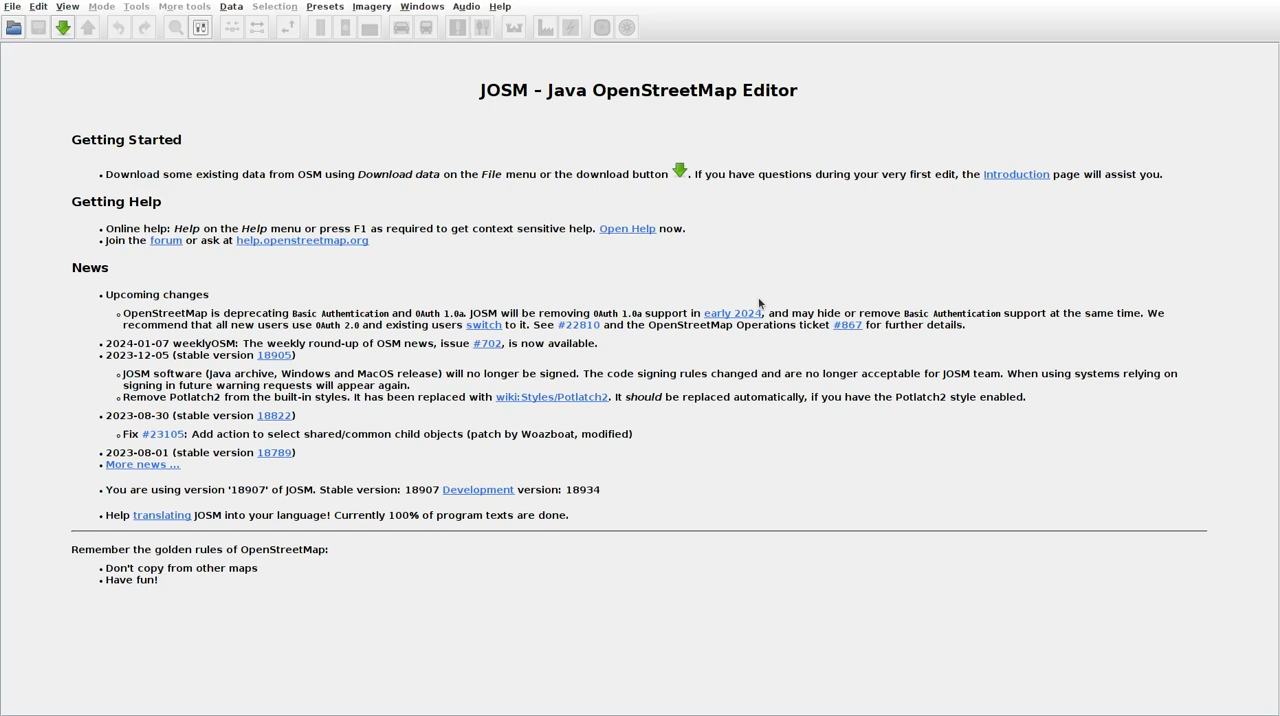 File Edit View Mode Tools More tools Data Selection Presets Imagery Windows Audio Help
JOSM – Java OpenStreetMap Editor
Getting Started
Download some existing data from OSM using Download data on the File menu or the download button . If you have questions during your very first edit, the Introduction page will assist you.
Getting Help
Online help: Help on the Help menu or press F1 as required to get context sensitive help. Open Help now.
Join the forum or ask at help.openstreetmap.org
News
Upcoming changes
OpenStreetMap is deprecating Basic Authentication and OAuth 1.0a. JOSM will be removing OAuth 1.0a support in early 2024, and may hide or remove Basic Authentication support at the same time. We
recommend that all new users use OAuth 2.0 and existing users switch to it. See #22810 and the OpenStreetMap Operations ticket #867 for further details.
2024-01-07 weeklyOSM: The weekly round-up of OSM news, issue #702, is now available.
2023-12-05 (stable version 18905)
JOSM software (Java archive, Windows and MacOS release) will no longer be signed. The code signing rules changed and are no longer acceptable for JOSM team. When using systems relying on
signing in future warning requests will appear again.
Remove Potlatch2 from the built-in styles. It has been replaced with wiki:Styles/Potlatch2. It should be replaced automatically, if you have the Potlatch2 style enabled.
2023-08-30 (stable version 18822)
Fix #23105: Add action to select shared/common child objects (patch by Woazboat, modified)
2023-08-01 (stable version 18789)
More news ...
You are using version '18907' of JOSM. Stable version: 18907 Development version: 18934
Help translating JOSM into your language! Currently 100% of program texts are done.
Remember the golden rules of OpenStreetMap:
Don't copy from other maps
Have fun!